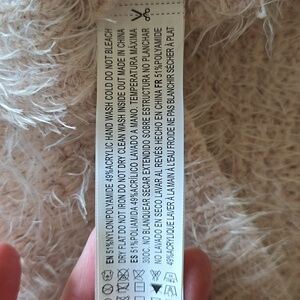 EN 51%NYLON/POLYAMIDE 49%ACRYLIC HAND WASH COLD DO NOT BLEACH
DRY FLAT DO NOT IRON DO NOT DRY CLEAN WASH INSIDE OUT MADE IN CHINA
ES 51%POLIAMIDA 49%ACRÍLICO LAVADO A MANO. TEMPERATURA MÁXIMA
30ºC. NO BLANQUEAR SECAR EXTENDIDO SOBRE ESTRUCTURA NO PLANCHAR
NO LAVADO EN SECO LAVAR AL REVÉS HECHO EN CHINA FR 51%POLYAMIDE
49%ACRYLIQUE LAVER À LA MAIN À L'EAU FROIDE NE PAS BLANCHIR SÉCHER À PLAT